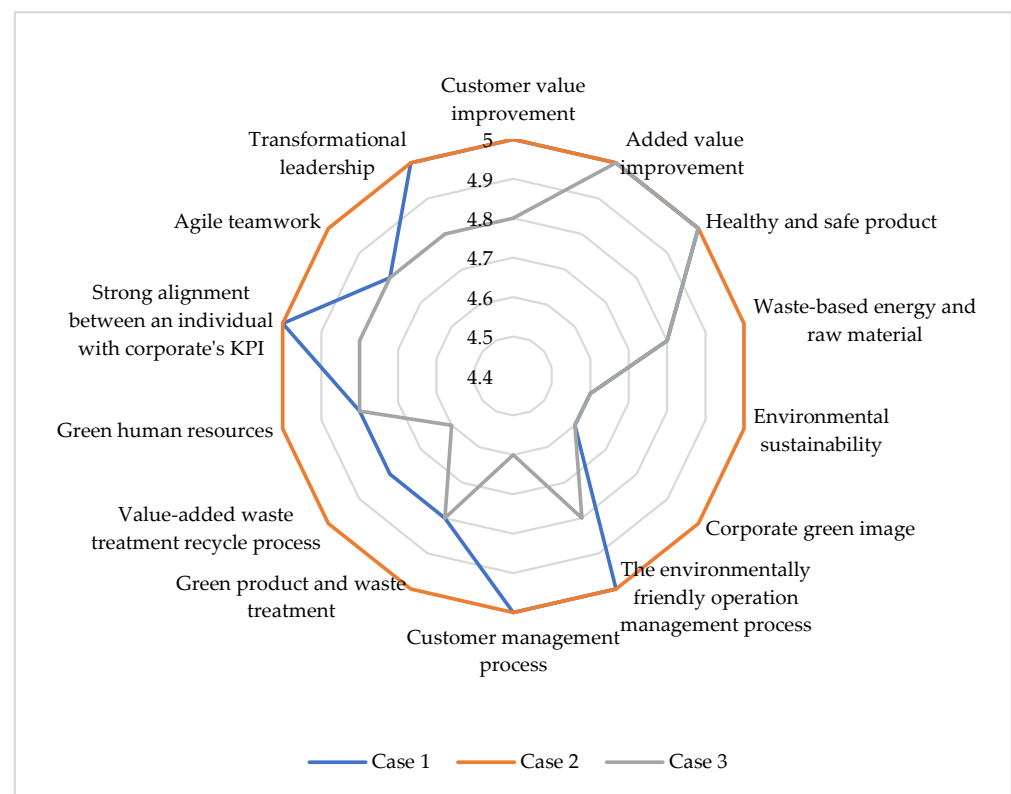 Customer value
improvement
Added value
improvement
Healthy and safe product
Waste-based energy and
raw material
Environmental
sustainability
Corporate green image
The environmentally
friendly operation
management process
Customer management
process
Green product and waste
treatment
Value-added waste
treatment recycle process
Green human resources
Strong alignment
between an individual
with corporate's KPI
Agile teamwork
Transformational
leadership
5
4.9
4.8
4.7
4.6
4.5
4.4
Case 1
Case 2
Case 3